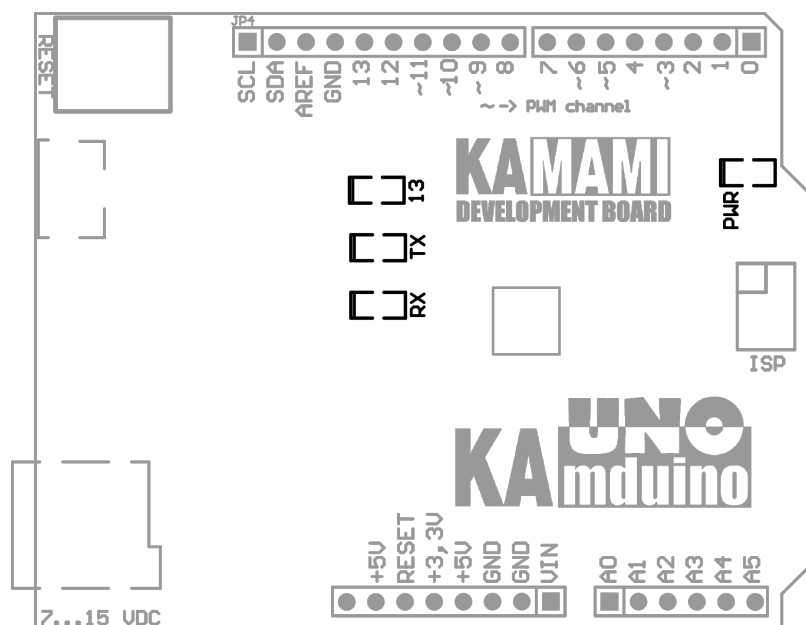 JP4
RESET
SCL SDA AREF GND 13 12 ~11 ~10 ~9 8 7 ~6 ~5 4 ~3 2 1 0
~-> PWM channel
KAMAMI
DEVELOPMENT BOARD
13
TX
RX
PWR
ISP
KA UNO
mduino
+5V RESET +3,3V +5V GND GND VIN A0 A1 A2 A3 A4 A5
7...15 VDC